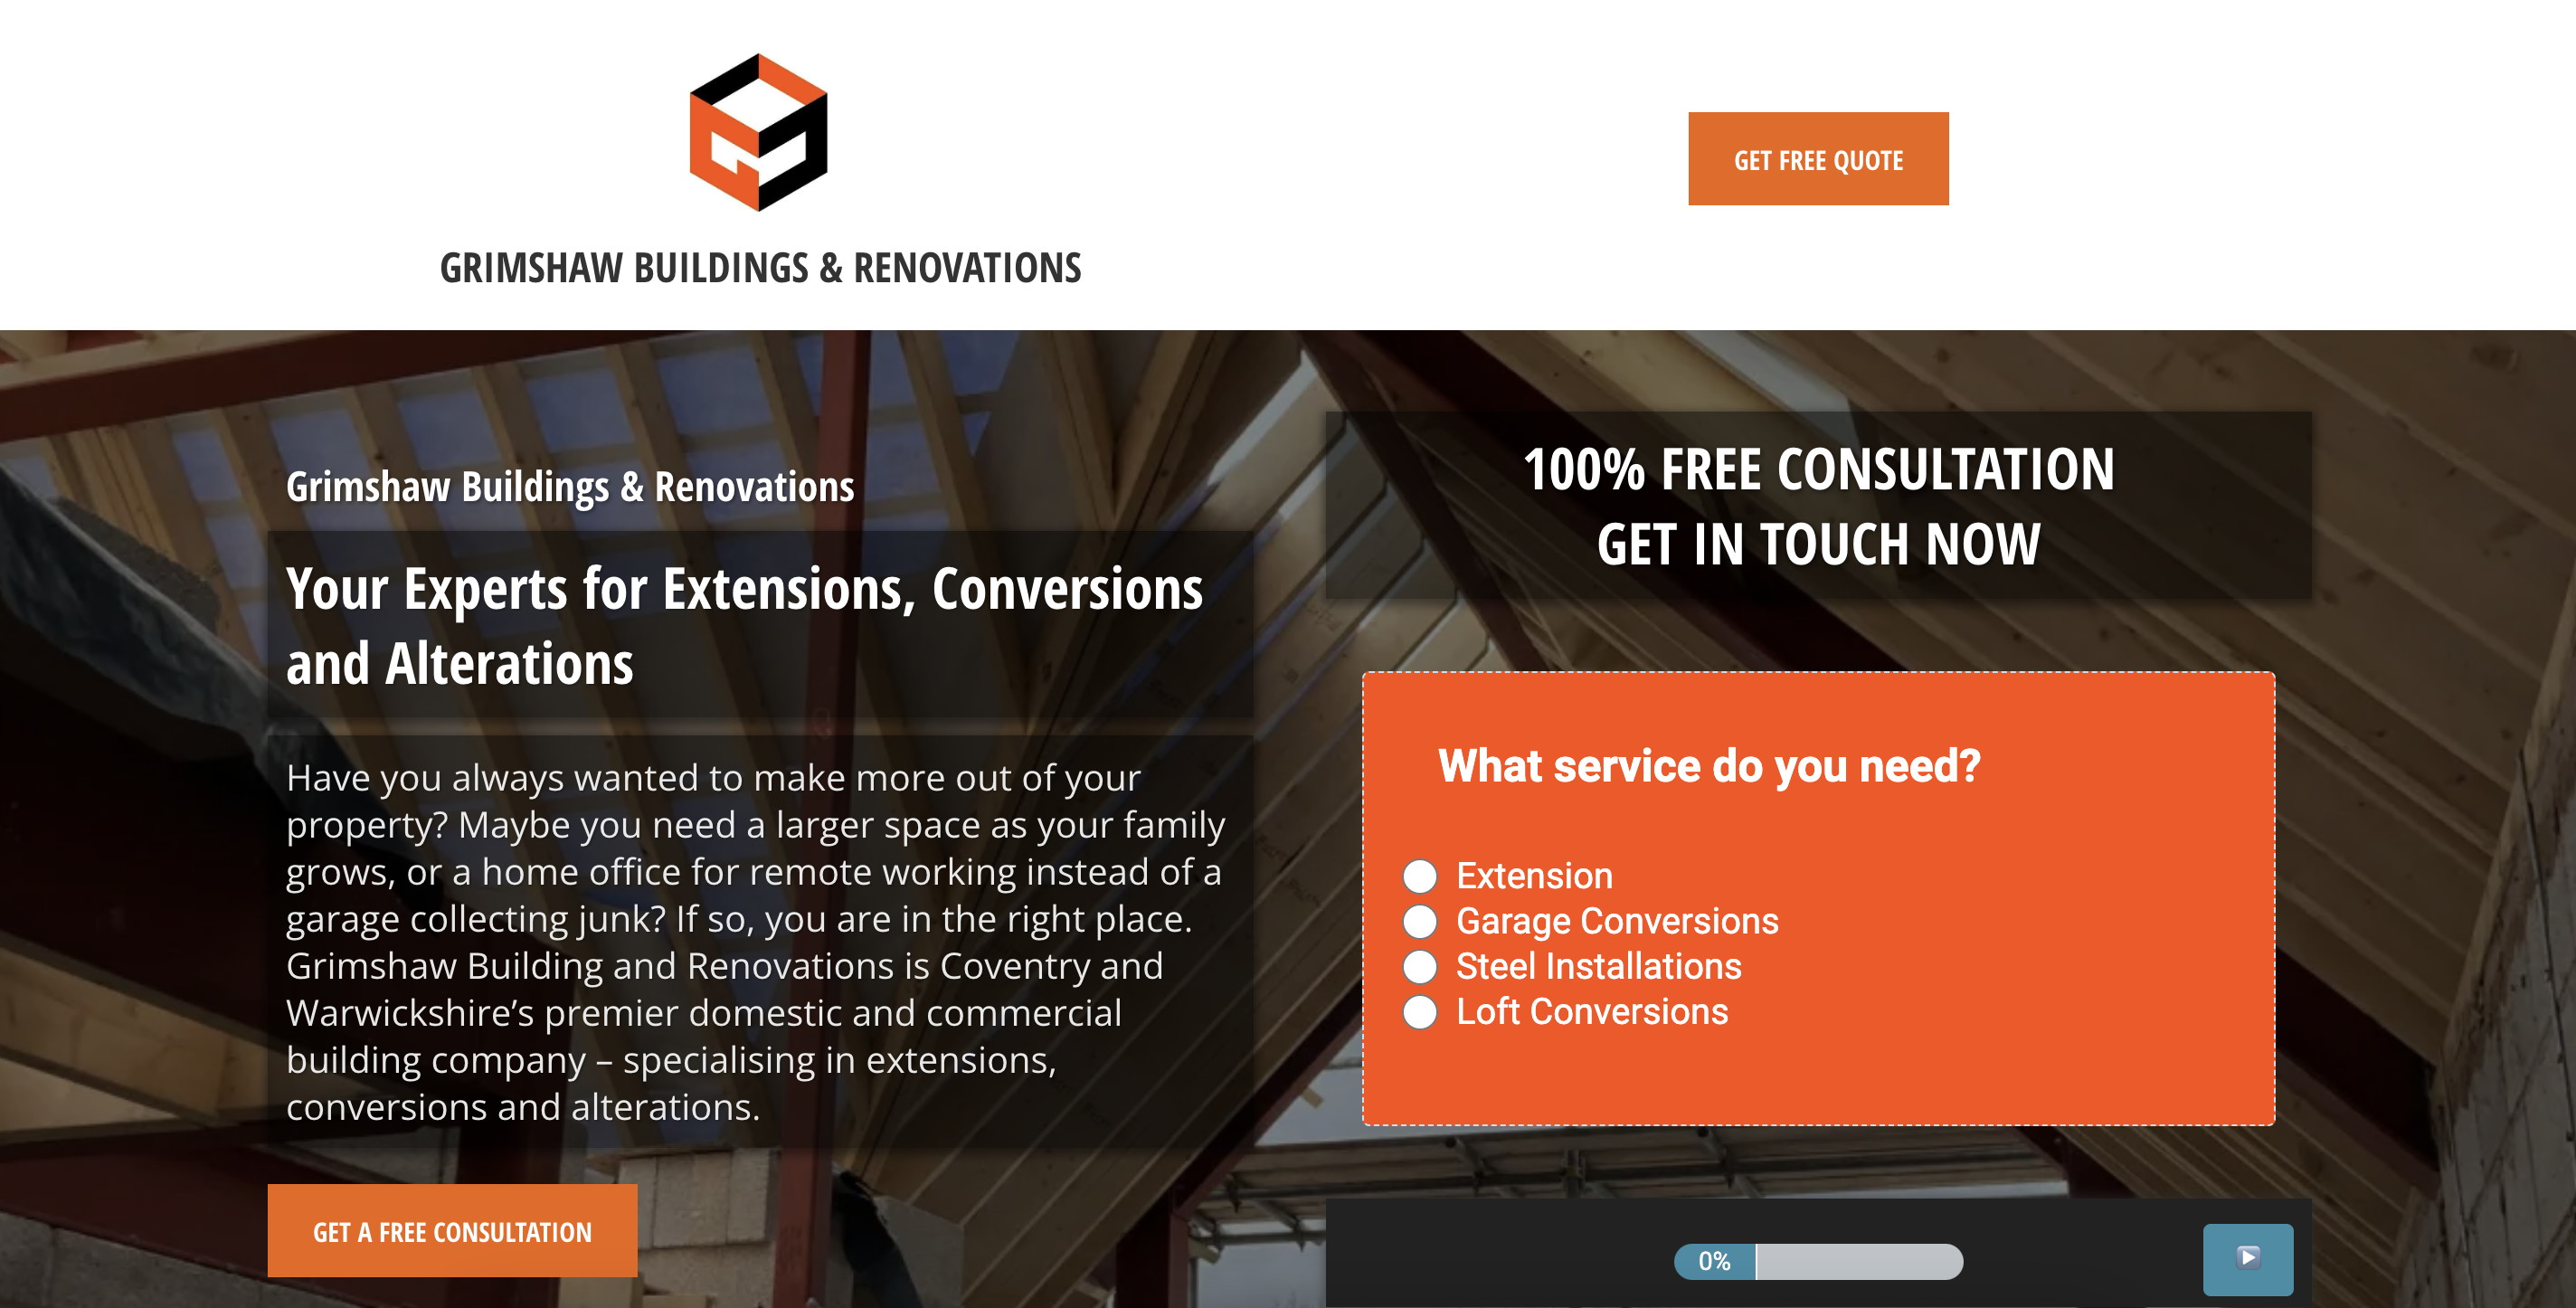 GRIMSHAW BUILDINGS & RENOVATIONS
GET FREE QUOTE
Grimshaw Buildings & Renovations
Your Experts for Extensions, Conversions
and Alterations
Have you always wanted to make more out of your
property? Maybe you need a larger space as your family
grows, or a home office for remote working instead of a
garage collecting junk? If so, you are in the right place.
Grimshaw Building and Renovations is Coventry and
Warwickshire’s premier domestic and commercial
building company – specialising in extensions,
conversions and alterations.
GET A FREE CONSULTATION
100% FREE CONSULTATION
GET IN TOUCH NOW
What service do you need?
Extension
Garage Conversions
Steel Installations
Loft Conversions
0%